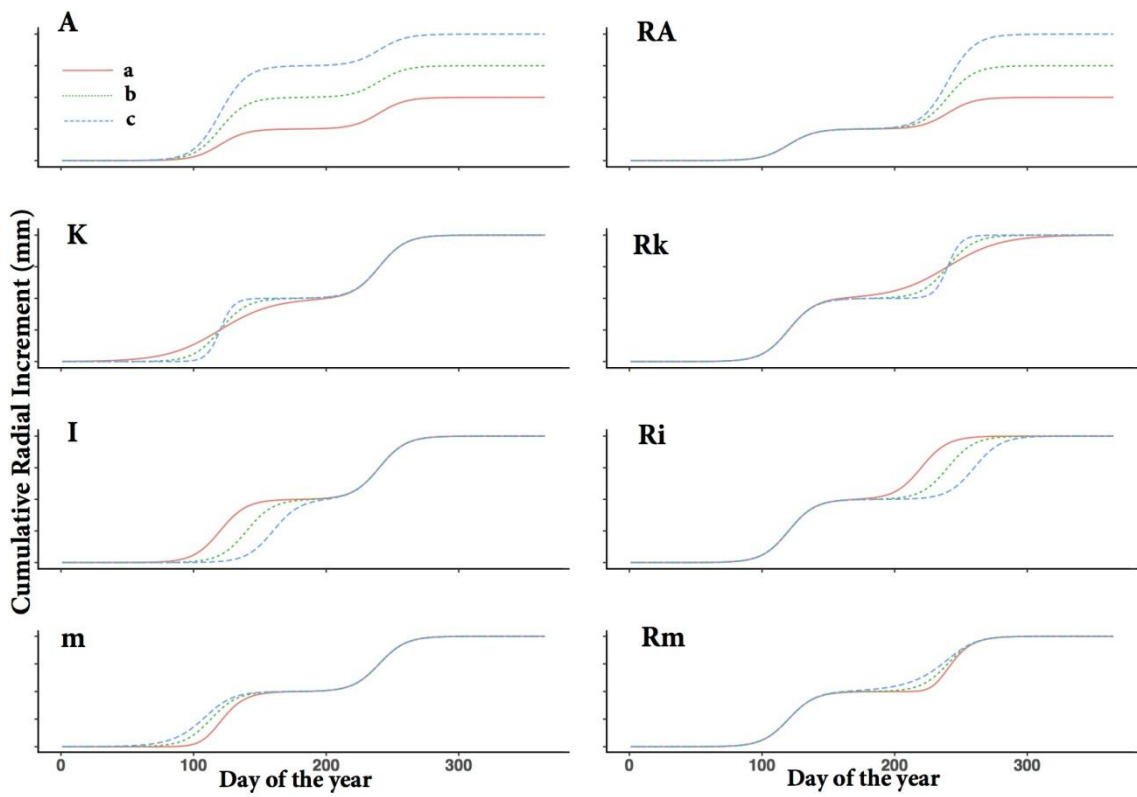 A
a
b
c
RA
K
Rk
I
Ri
m
Rm
Cumulative Radial Increment (mm)
0 100 200 300
0 100 200 300
Day of the year
Day of the year